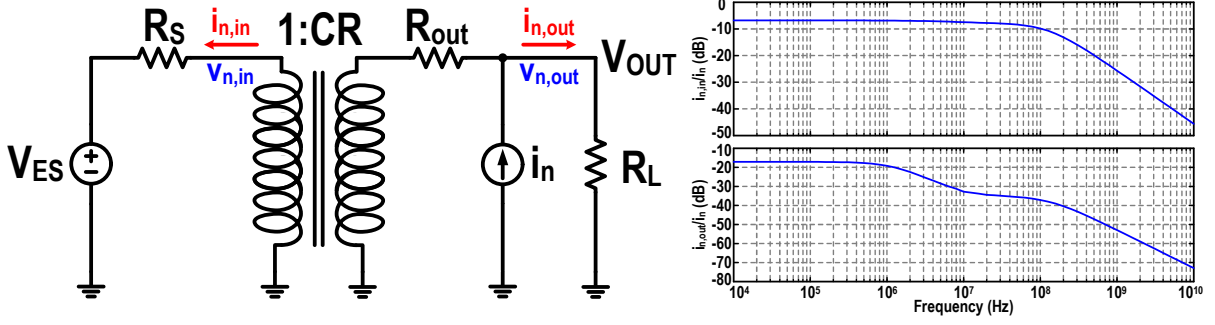 R_S
i_n,in
v_n,in
1:CR
R_out
i_n,out
v_n,out
V_OUT
V_ES
+
−
i_n
R_L
i_n,in/i_n (dB)
0
-10
-20
-30
-40
-50
i_n,out/i_n (dB)
-10
-20
-30
-40
-50
-60
-70
-80
10^4
10^5
10^6
10^7
10^8
10^9
10^10
Frequency (Hz)